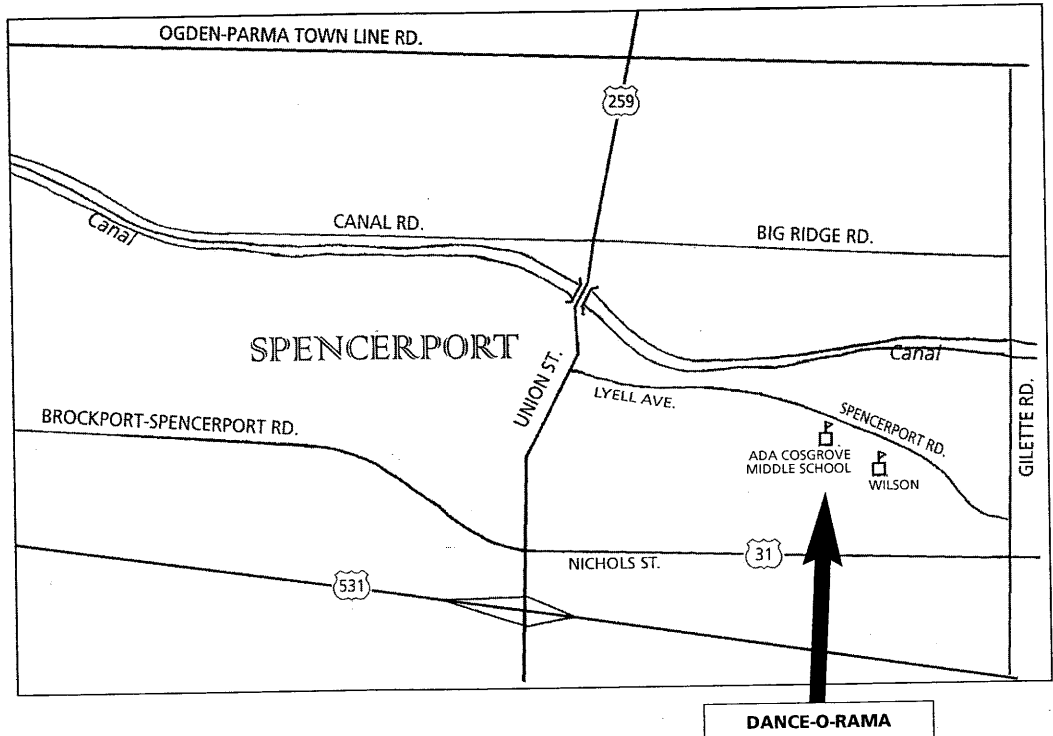 OGDEN-PARMA TOWN LINE RD.
259
Canal
CANAL RD.
BIG RIDGE RD.
SPENCERPORT
UNION ST.
Canal
LYELL AVE.
SPENCERPORT RD.
GILETTE RD.
BROCKPORT-SPENCERPORT RD.
ADA COSGROVE
MIDDLE SCHOOL
WILSON
NICHOLS ST.
31
531
DANCE-O-RAMA